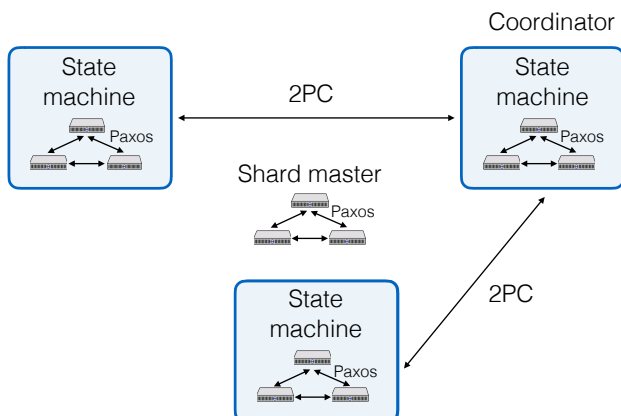 Coordinator
State
machine
Paxos
2PC
State
machine
Paxos
Shard master
Paxos
2PC
State
machine
Paxos